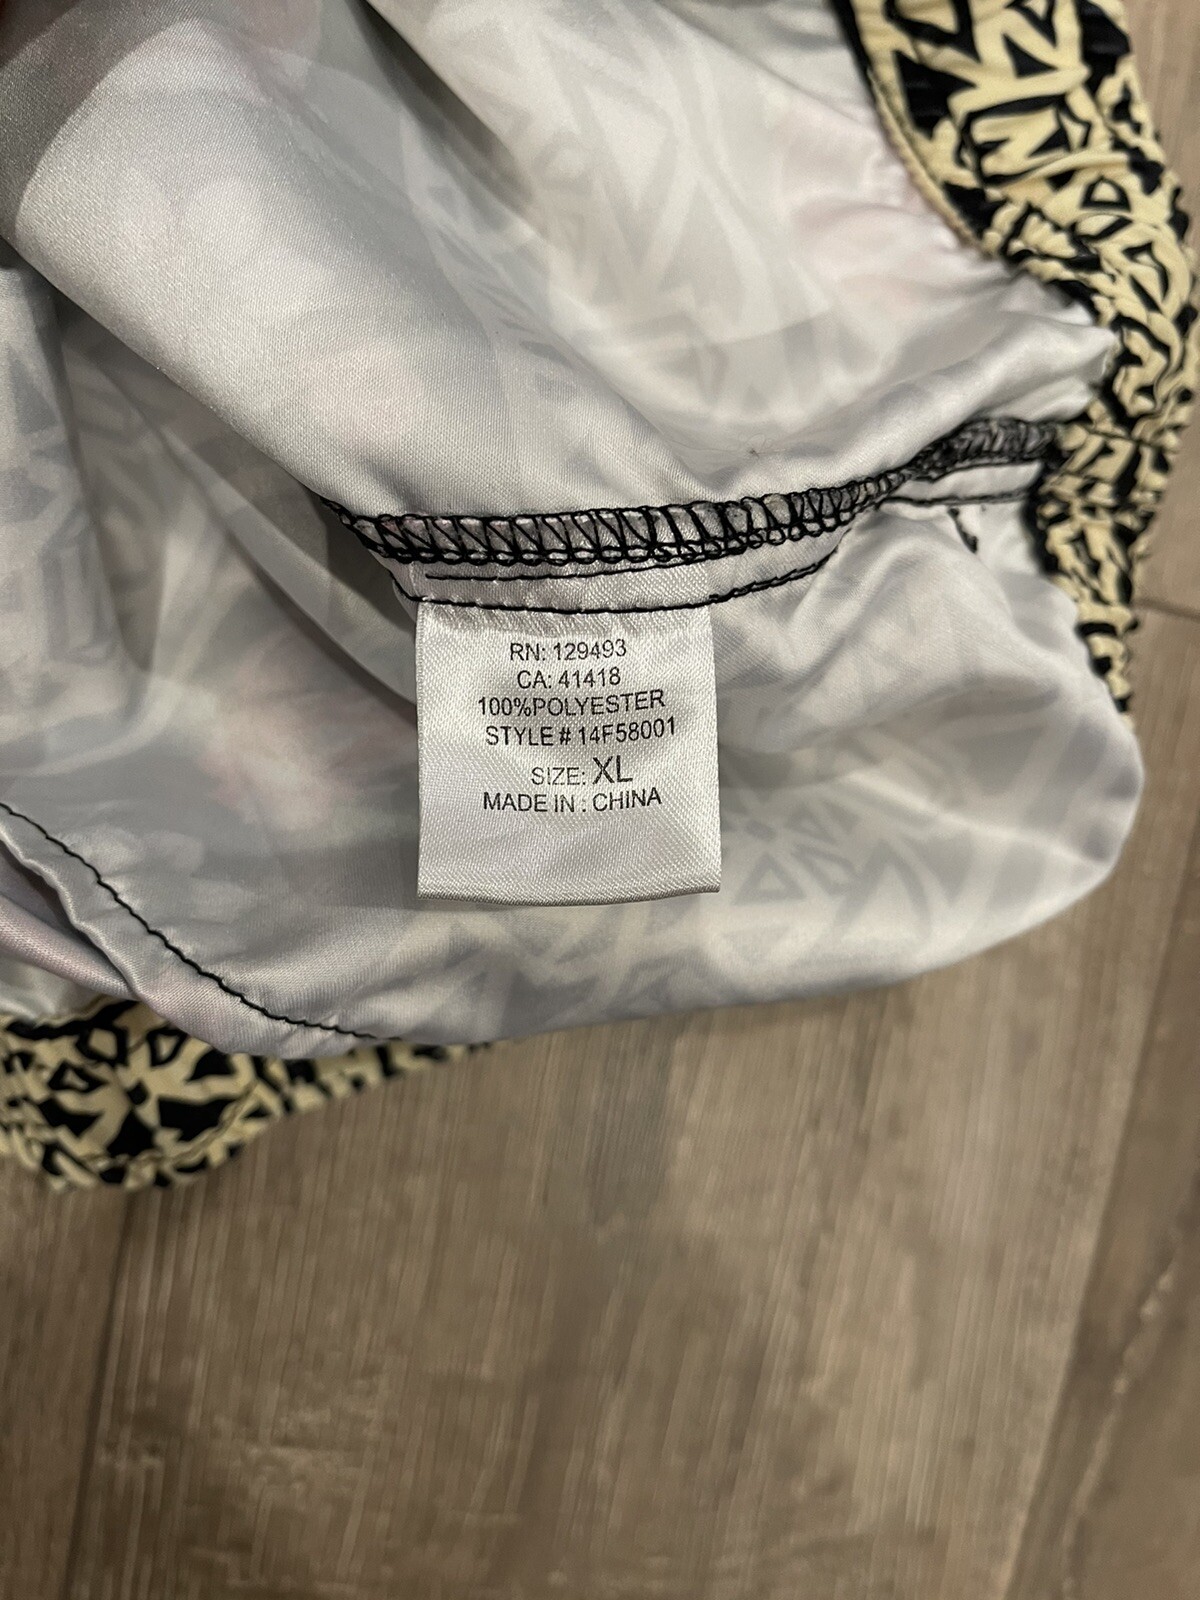 RN: 129493
CA: 41418
100%POLYESTER
STYLE # 14F58001
SIZE: XL
MADE IN : CHINA